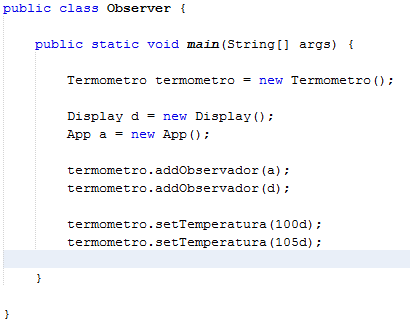 public class Observer {
public static void main(String[] args) {
Termometro termometro = new Termometro();
Display d = new Display();
App a = new App();
termometro.addObservador(a);
termometro.addObservador(d);
termometro.setTemperatura(100d);
termometro.setTemperatura(105d);
}
}